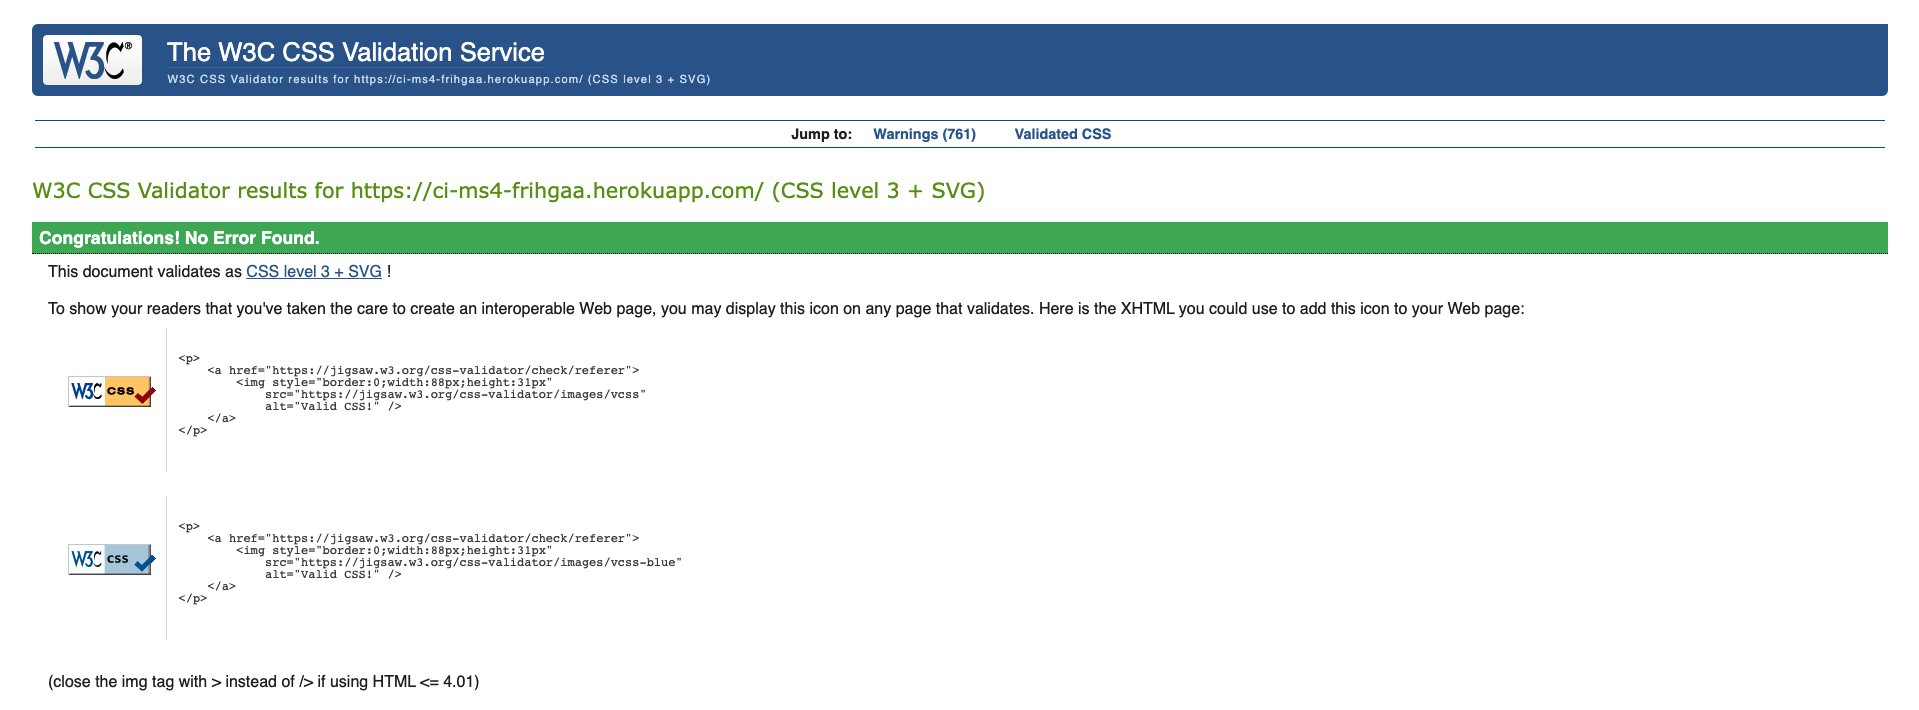 W3C®
The W3C CSS Validation Service
W3C CSS Validator results for https://ci-ms4-frihgaa.herokuapp.com/ (CSS level 3 + SVG)
Jump to: Warnings (761) Validated CSS
W3C CSS Validator results for https://ci-ms4-frihgaa.herokuapp.com/ (CSS level 3 + SVG)
Congratulations! No Error Found.
This document validates as CSS level 3 + SVG !
To show your readers that you've taken the care to create an interoperable Web page, you may display this icon on any page that validates. Here is the XHTML you could use to add this icon to your Web page:
W3C css
<p>
    <a href="https://jigsaw.w3.org/css-validator/check/referer">
        <img style="border:0;width:88px;height:31px"
            src="https://jigsaw.w3.org/css-validator/images/vcss"
            alt="Valid CSS!" />
    </a>
</p>
W3C css
<p>
    <a href="https://jigsaw.w3.org/css-validator/check/referer">
        <img style="border:0;width:88px;height:31px"
            src="https://jigsaw.w3.org/css-validator/images/vcss-blue"
            alt="Valid CSS!" />
    </a>
</p>
(close the img tag with > instead of /> if using HTML <= 4.01)